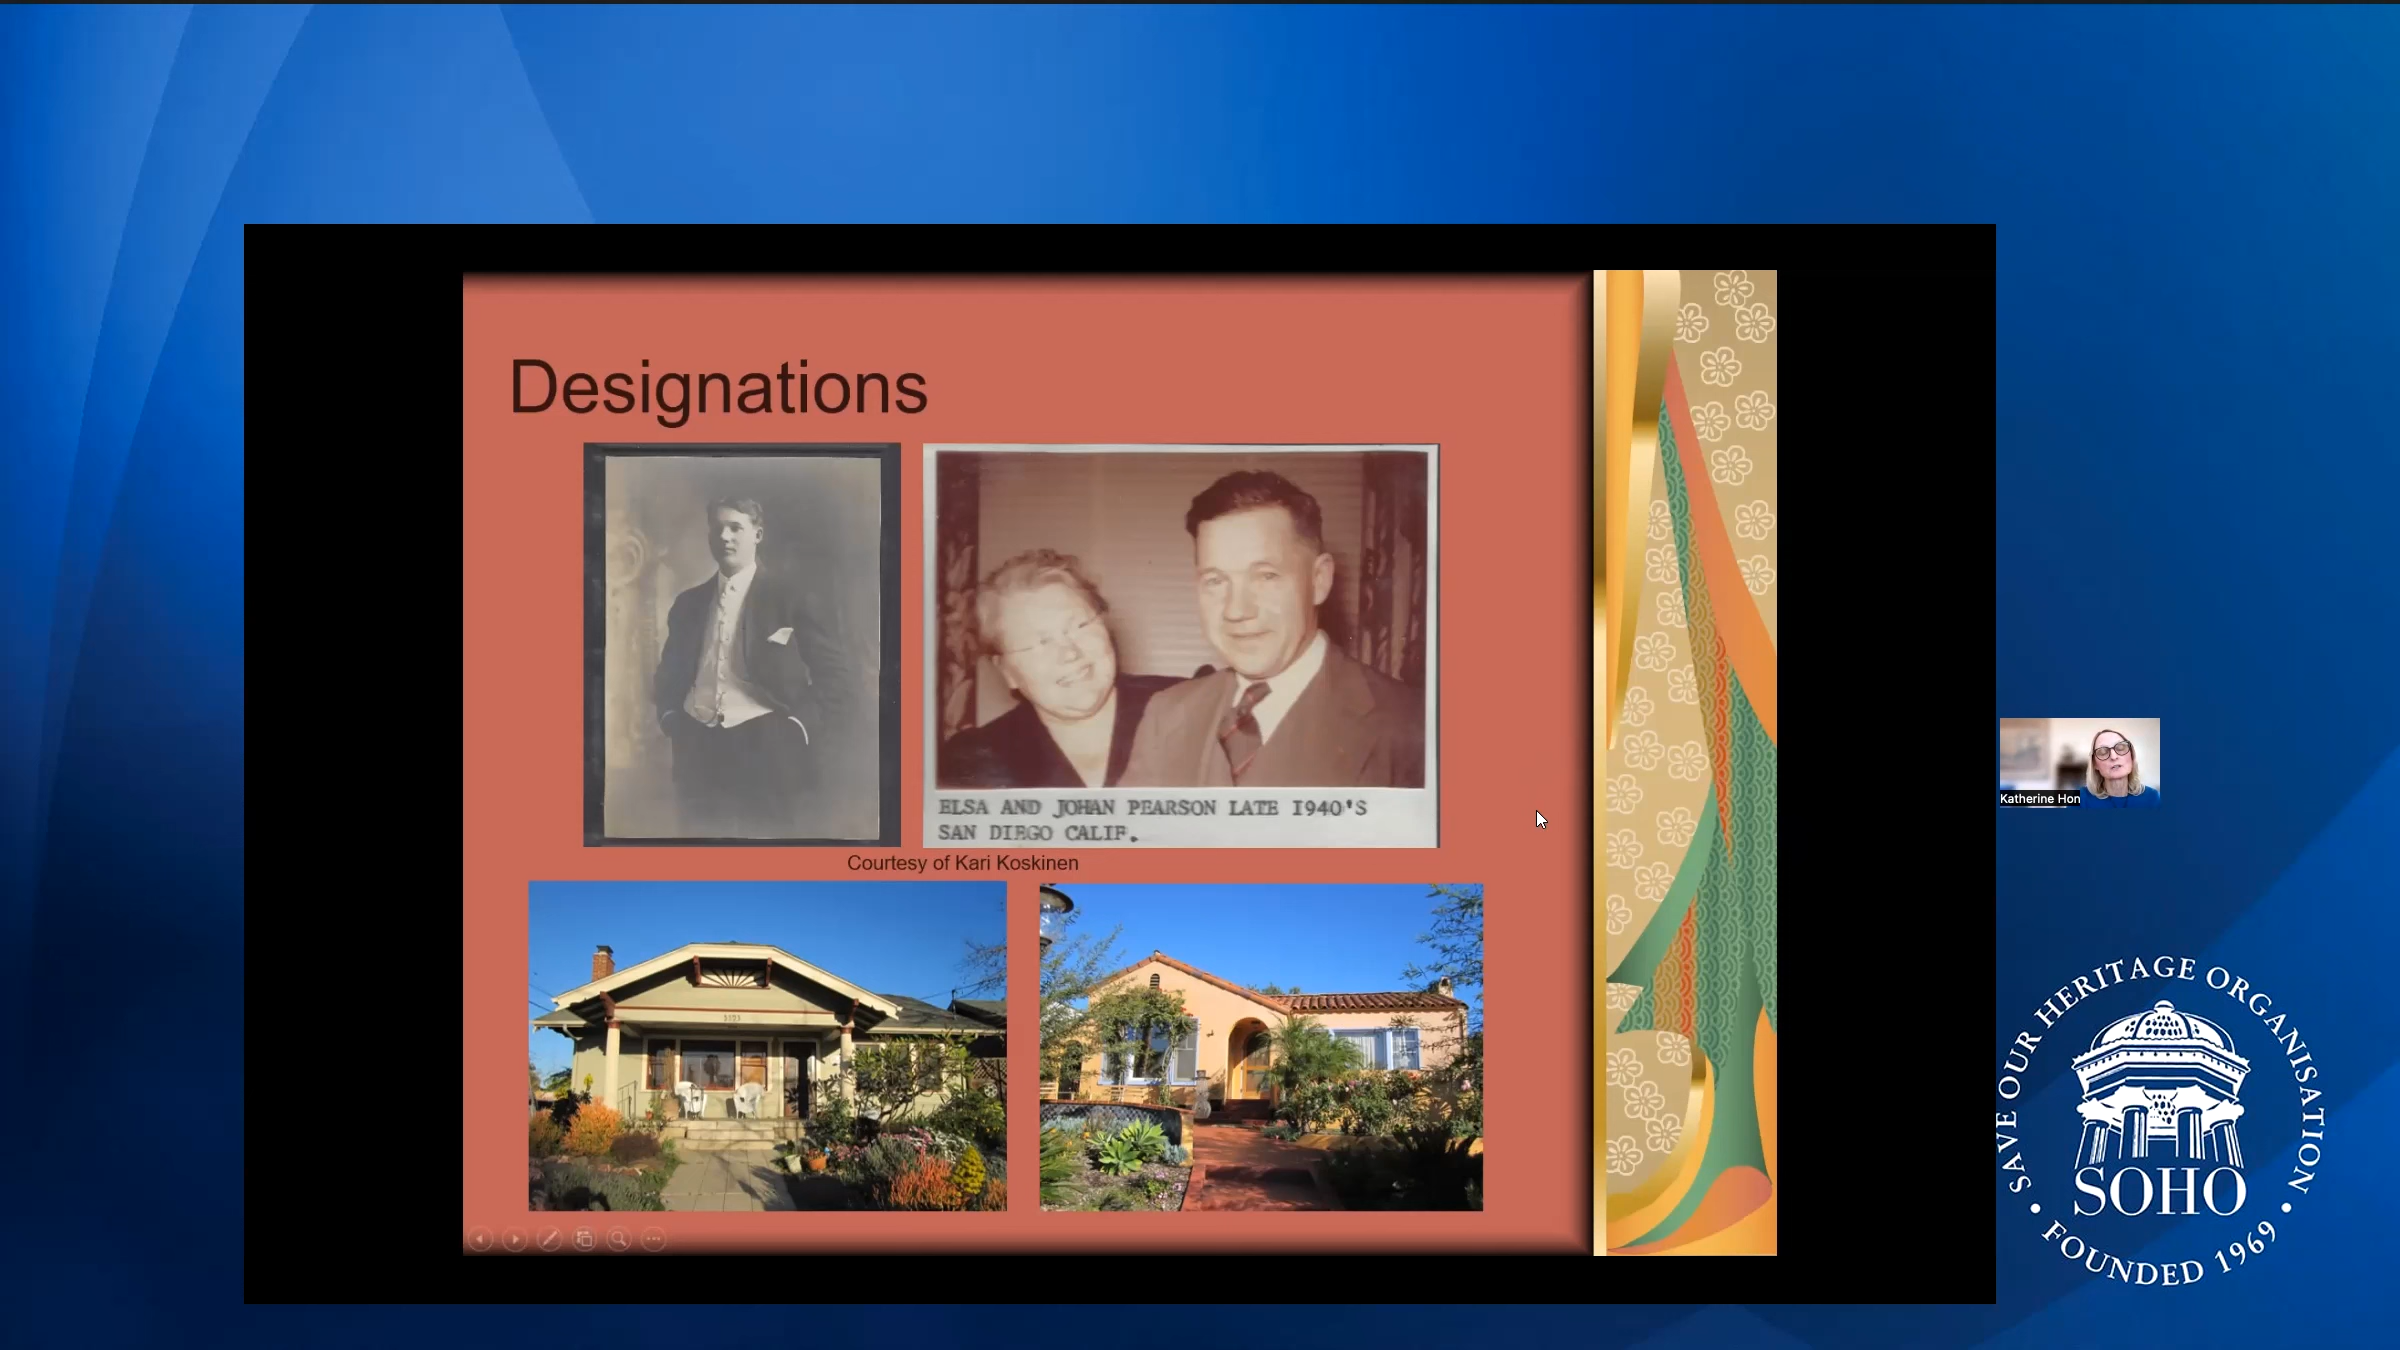 Designations
ELSA AND JOHAN PEARSON LATE 1940'S
SAN DIEGO CALIF.
Courtesy of Kari Koskinen
Katherine Hon
SAVE OUR HERITAGE ORGANISATION
SOHO
• FOUNDED 1969 •